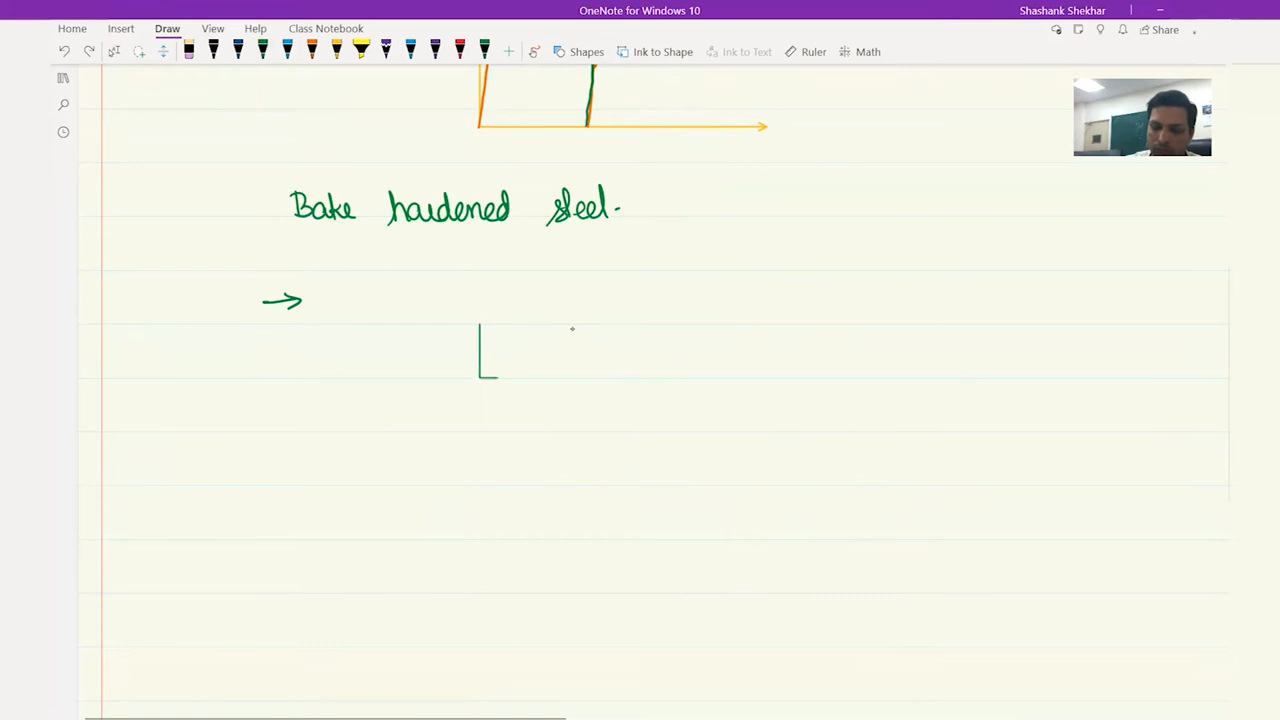 OneNote for Windows 10
Shashank Shekhar
Home Insert Draw View Help Class Notebook
Share
Shapes Ink to Shape Ink to Text Ruler Math
Bake hardened steel.